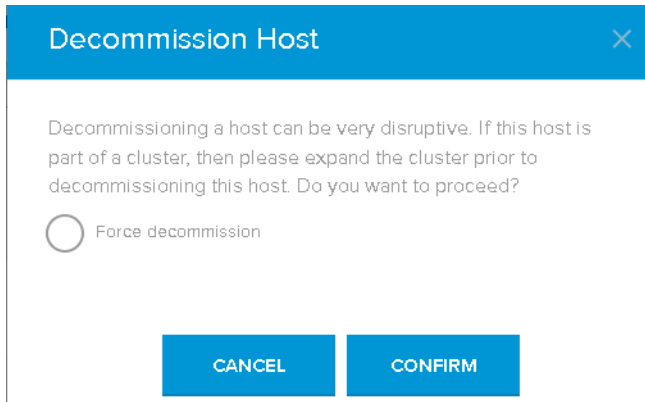 Decommission Host
Decommissioning a host can be very disruptive. If this host is
part of a cluster, then please expand the cluster prior to
decommissioning this host. Do you want to proceed?
Force decommission
CANCEL CONFIRM